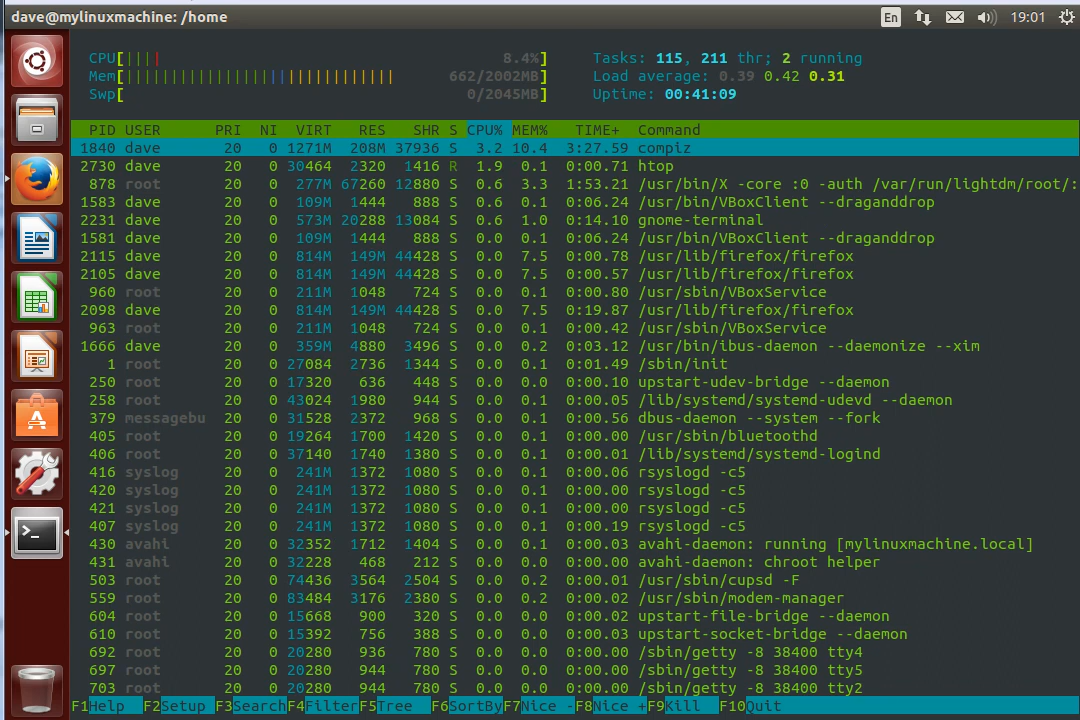 dave@mylinuxmachine: /home En 19:01
CPU[|||| 8.4%] Tasks: 115, 211 thr; 2 running
Mem[|||||||||||||||||||||||||||||| 662/2002MB] Load average: 0.39 0.42 0.31
Swp[ 0/2045MB] Uptime: 00:41:09
PID USER PRI NI VIRT RES SHR S CPU% MEM% TIME+ Command
1840 dave 20 0 1271M 208M 37936 S 3.2 10.4 3:27.59 compiz
2730 dave 20 0 30464 2320 1416 R 1.9 0.1 0:00.71 htop
878 root 20 0 277M 67260 12880 S 0.6 3.3 1:53.21 /usr/bin/X -core :0 -auth /var/run/lightdm/root/:
1583 dave 20 0 109M 1444 888 S 0.6 0.1 0:06.24 /usr/bin/VBoxClient --draganddrop
2231 dave 20 0 573M 20288 13084 S 0.6 1.0 0:14.10 gnome-terminal
1581 dave 20 0 109M 1444 888 S 0.0 0.1 0:06.24 /usr/bin/VBoxClient --draganddrop
2115 dave 20 0 814M 149M 44428 S 0.0 7.5 0:00.78 /usr/lib/firefox/firefox
2105 dave 20 0 814M 149M 44428 S 0.0 7.5 0:00.57 /usr/lib/firefox/firefox
960 root 20 0 211M 1048 724 S 0.0 0.1 0:00.80 /usr/sbin/VBoxService
2098 dave 20 0 814M 149M 44428 S 0.0 7.5 0:19.87 /usr/lib/firefox/firefox
963 root 20 0 211M 1048 724 S 0.0 0.1 0:00.42 /usr/sbin/VBoxService
1666 dave 20 0 359M 4880 3496 S 0.0 0.2 0:03.12 /usr/bin/ibus-daemon --daemonize --xim
1 root 20 0 27084 2736 1344 S 0.0 0.1 0:01.49 /sbin/init
250 root 20 0 17320 636 448 S 0.0 0.0 0:00.10 upstart-udev-bridge --daemon
258 root 20 0 43024 1980 944 S 0.0 0.1 0:00.05 /lib/systemd/systemd-udevd --daemon
379 messagebu 20 0 31528 2372 968 S 0.0 0.1 0:00.56 dbus-daemon --system --fork
405 root 20 0 19264 1700 1420 S 0.0 0.1 0:00.00 /usr/sbin/bluetoothd
406 root 20 0 37140 1740 1380 S 0.0 0.1 0:00.01 /lib/systemd/systemd-logind
416 syslog 20 0 241M 1372 1080 S 0.0 0.1 0:00.06 rsyslogd -c5
420 syslog 20 0 241M 1372 1080 S 0.0 0.1 0:00.00 rsyslogd -c5
421 syslog 20 0 241M 1372 1080 S 0.0 0.1 0:00.00 rsyslogd -c5
407 syslog 20 0 241M 1372 1080 S 0.0 0.1 0:00.19 rsyslogd -c5
430 avahi 20 0 32352 1712 1404 S 0.0 0.1 0:00.03 avahi-daemon: running [mylinuxmachine.local]
431 avahi 20 0 32228 468 212 S 0.0 0.0 0:00.00 avahi-daemon: chroot helper
503 root 20 0 74436 3564 2504 S 0.0 0.2 0:00.01 /usr/sbin/cupsd -F
559 root 20 0 83484 3176 2380 S 0.0 0.2 0:00.02 /usr/sbin/modem-manager
604 root 20 0 15668 900 320 S 0.0 0.0 0:00.02 upstart-file-bridge --daemon
610 root 20 0 15392 756 388 S 0.0 0.0 0:00.03 upstart-socket-bridge --daemon
692 root 20 0 20280 936 780 S 0.0 0.0 0:00.00 /sbin/getty -8 38400 tty4
697 root 20 0 20280 944 780 S 0.0 0.0 0:00.00 /sbin/getty -8 38400 tty5
703 root 20 0 20280 944 780 S 0.0 0.0 0:00.00 /sbin/getty -8 38400 tty2
F1Help F2Setup F3SearchF4FilterF5Tree F6SortByF7Nice -F8Nice +F9Kill F10Quit